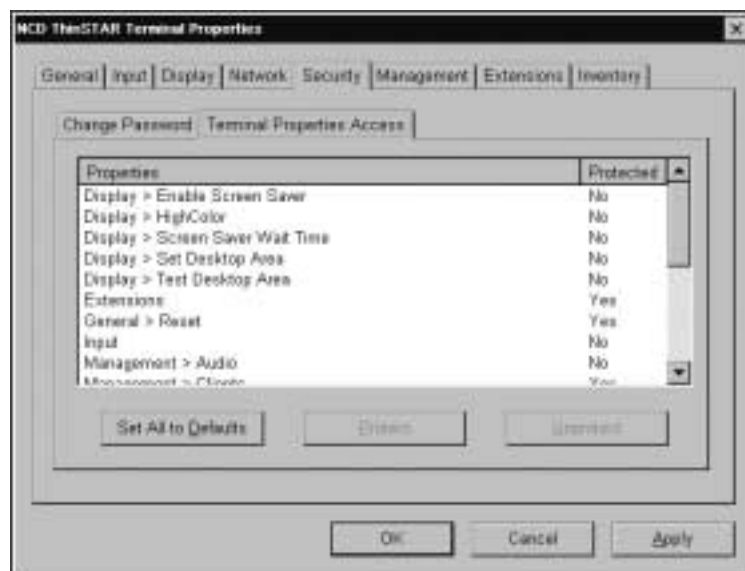 NCD ThinSTAR Terminal Properties
General Input Display Network Security Management Extensions Inventory
Change Password Terminal Properties Access
Properties Protected
Display > Enable Screen Saver No
Display > HighColor No
Display > Screen Saver Wait Time No
Display > Set Desktop Area No
Display > Test Desktop Area No
Extensions Yes
General > Reset Yes
Input No
Management > Audio No
Management > Clients Yes
Set All to Defaults
OK Cancel Apply